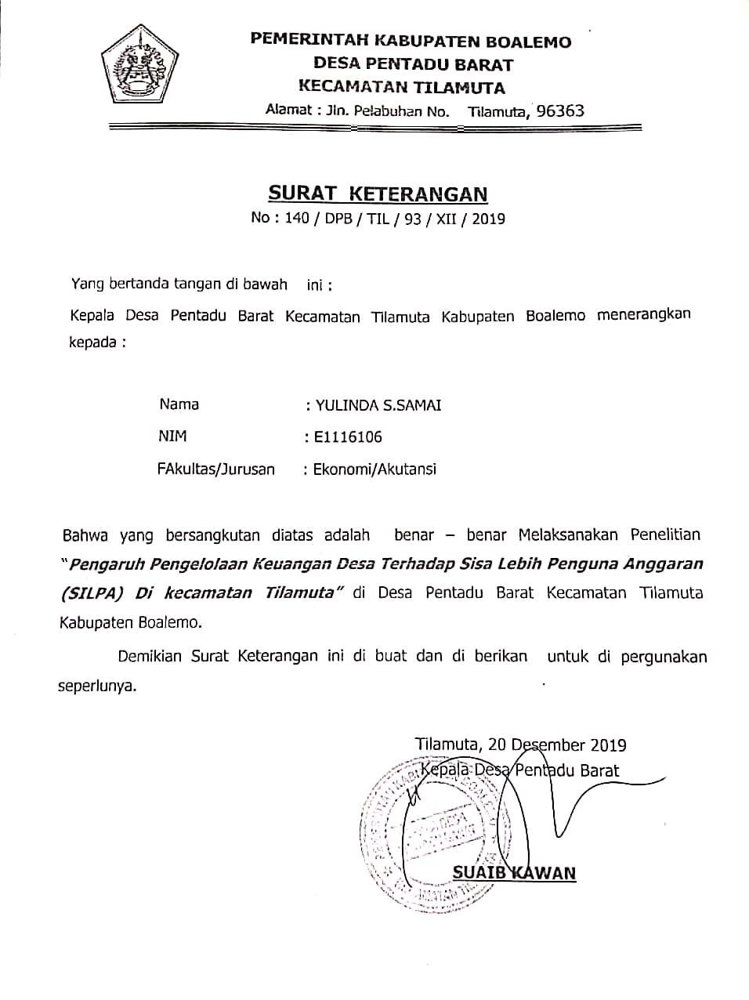 PEMERINTAH KABUPATEN BOALEMO
DESA PENTADU BARAT
KECAMATAN TILAMUTA
Alamat : Jln. Pelabuhan No. Tilamuta, 96363
SURAT KETERANGAN
No : 140 / DPB / TIL / 93 / XII / 2019
Yang bertanda tangan di bawah ini :
Kepala Desa Pentadu Barat Kecamatan Tilamuta Kabupaten Boalemo menerangkan
kepada :
Nama : YULINDA S.SAMAI
NIM : E1116106
FAkultas/Jurusan : Ekonomi/Akutansi
Bahwa yang bersangkutan diatas adalah benar – benar Melaksanakan Penelitian
“Pengaruh Pengelolaan Keuangan Desa Terhadap Sisa Lebih Penguna Anggaran
(SILPA) Di kecamatan Tilamuta” di Desa Pentadu Barat Kecamatan Tilamuta
Kabupaten Boalemo.
Demikian Surat Keterangan ini di buat dan di berikan untuk di pergunakan
seperlunya.
Tilamuta, 20 Desember 2019
Kepala Desa Pentadu Barat
SUAIB KAWAN